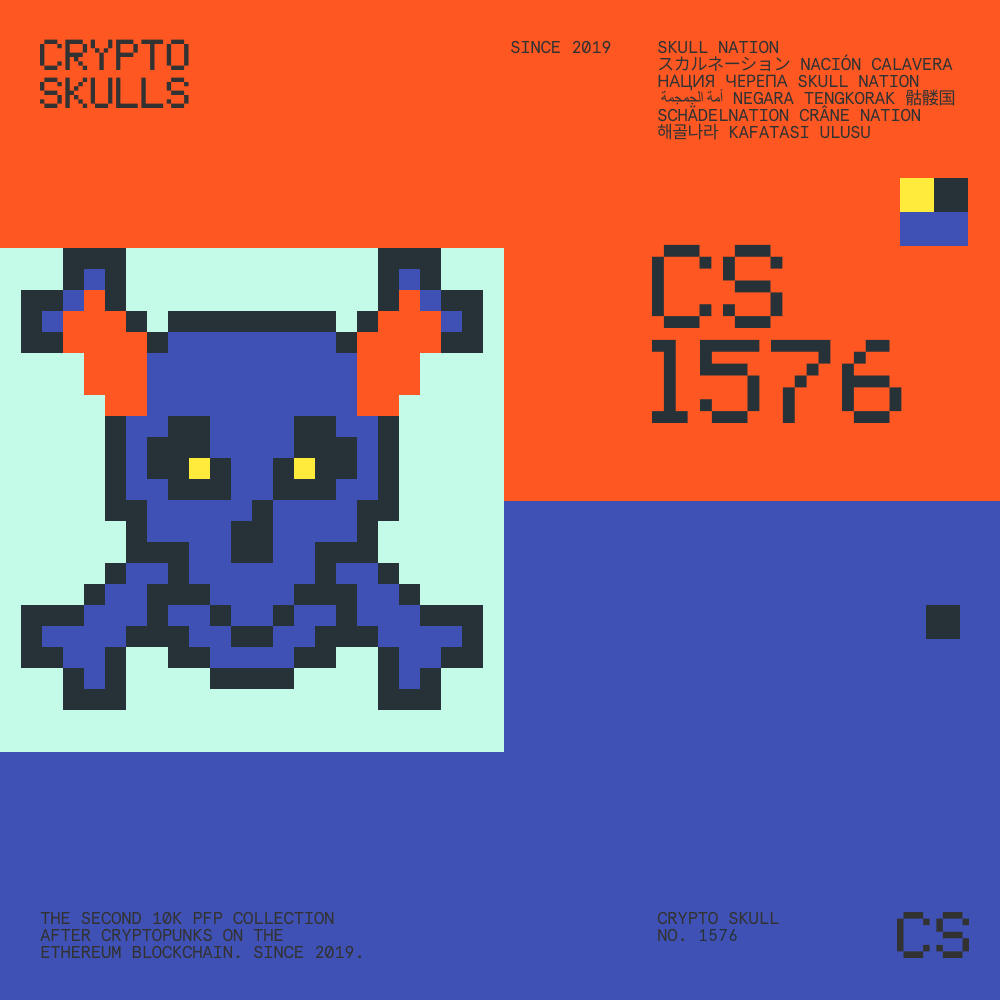 CRYPTO
SKULLS
SINCE 2019
SKULL NATION
スカルネーション NACIÓN CALAVERA
НАЦИЯ ЧЕРЕПА SKULL NATION
أمة الجمجمة NEGARA TENGKORAK 骷髅国
SCHÄDELNATION CRÂNE NATION
해골나라 KAFATASI ULUSU
CS
1576
THE SECOND 10K PFP COLLECTION
AFTER CRYPTOPUNKS ON THE
ETHEREUM BLOCKCHAIN. SINCE 2019.
CRYPTO SKULL
NO. 1576
CS